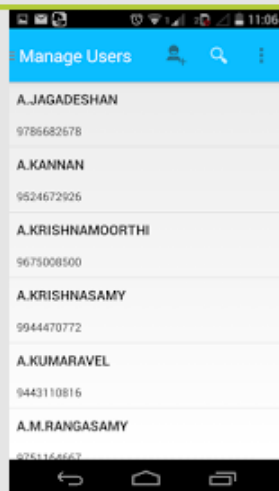 11:06
Manage Users
A.JAGADESHAN
9786682678
A.KANNAN
9524672926
A.KRISHNAMOORTHI
9675008500
A.KRISHNASAMY
9944470772
A.KUMARAVEL
9443110816
A.M.RANGASAMY